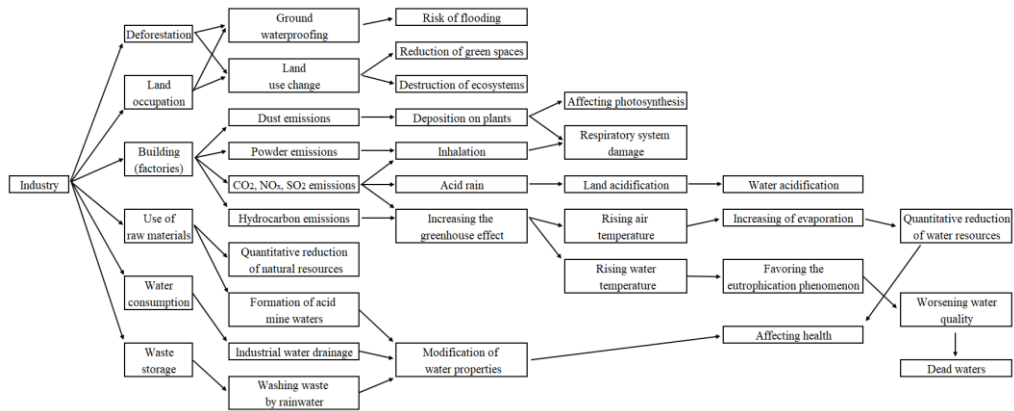 Deforestation
Ground
waterproofing
Risk of flooding
Land
occupation
Land
use change
Reduction of green spaces
Destruction of ecosystems
Industry
Building
(factories)
Dust emissions
Deposition on plants
Affecting photosynthesis
Powder emissions
Inhalation
Respiratory system
damage
CO2, NOx, SO2 emissions
Acid rain
Land acidification
Water acidification
Hydrocarbon emissions
Increasing the
greenhouse effect
Rising air
temperature
Increasing of evaporation
Quantitative reduction
of water resources
Use of
raw materials
Quantitative reduction
of natural resources
Rising water
temperature
Favoring the
eutrophication phenomenon
Worsening water
quality
Dead waters
Water
consumption
Formation of acid
mine waters
Industrial water drainage
Modification of
water properties
Affecting health
Waste
storage
Washing waste
by rainwater